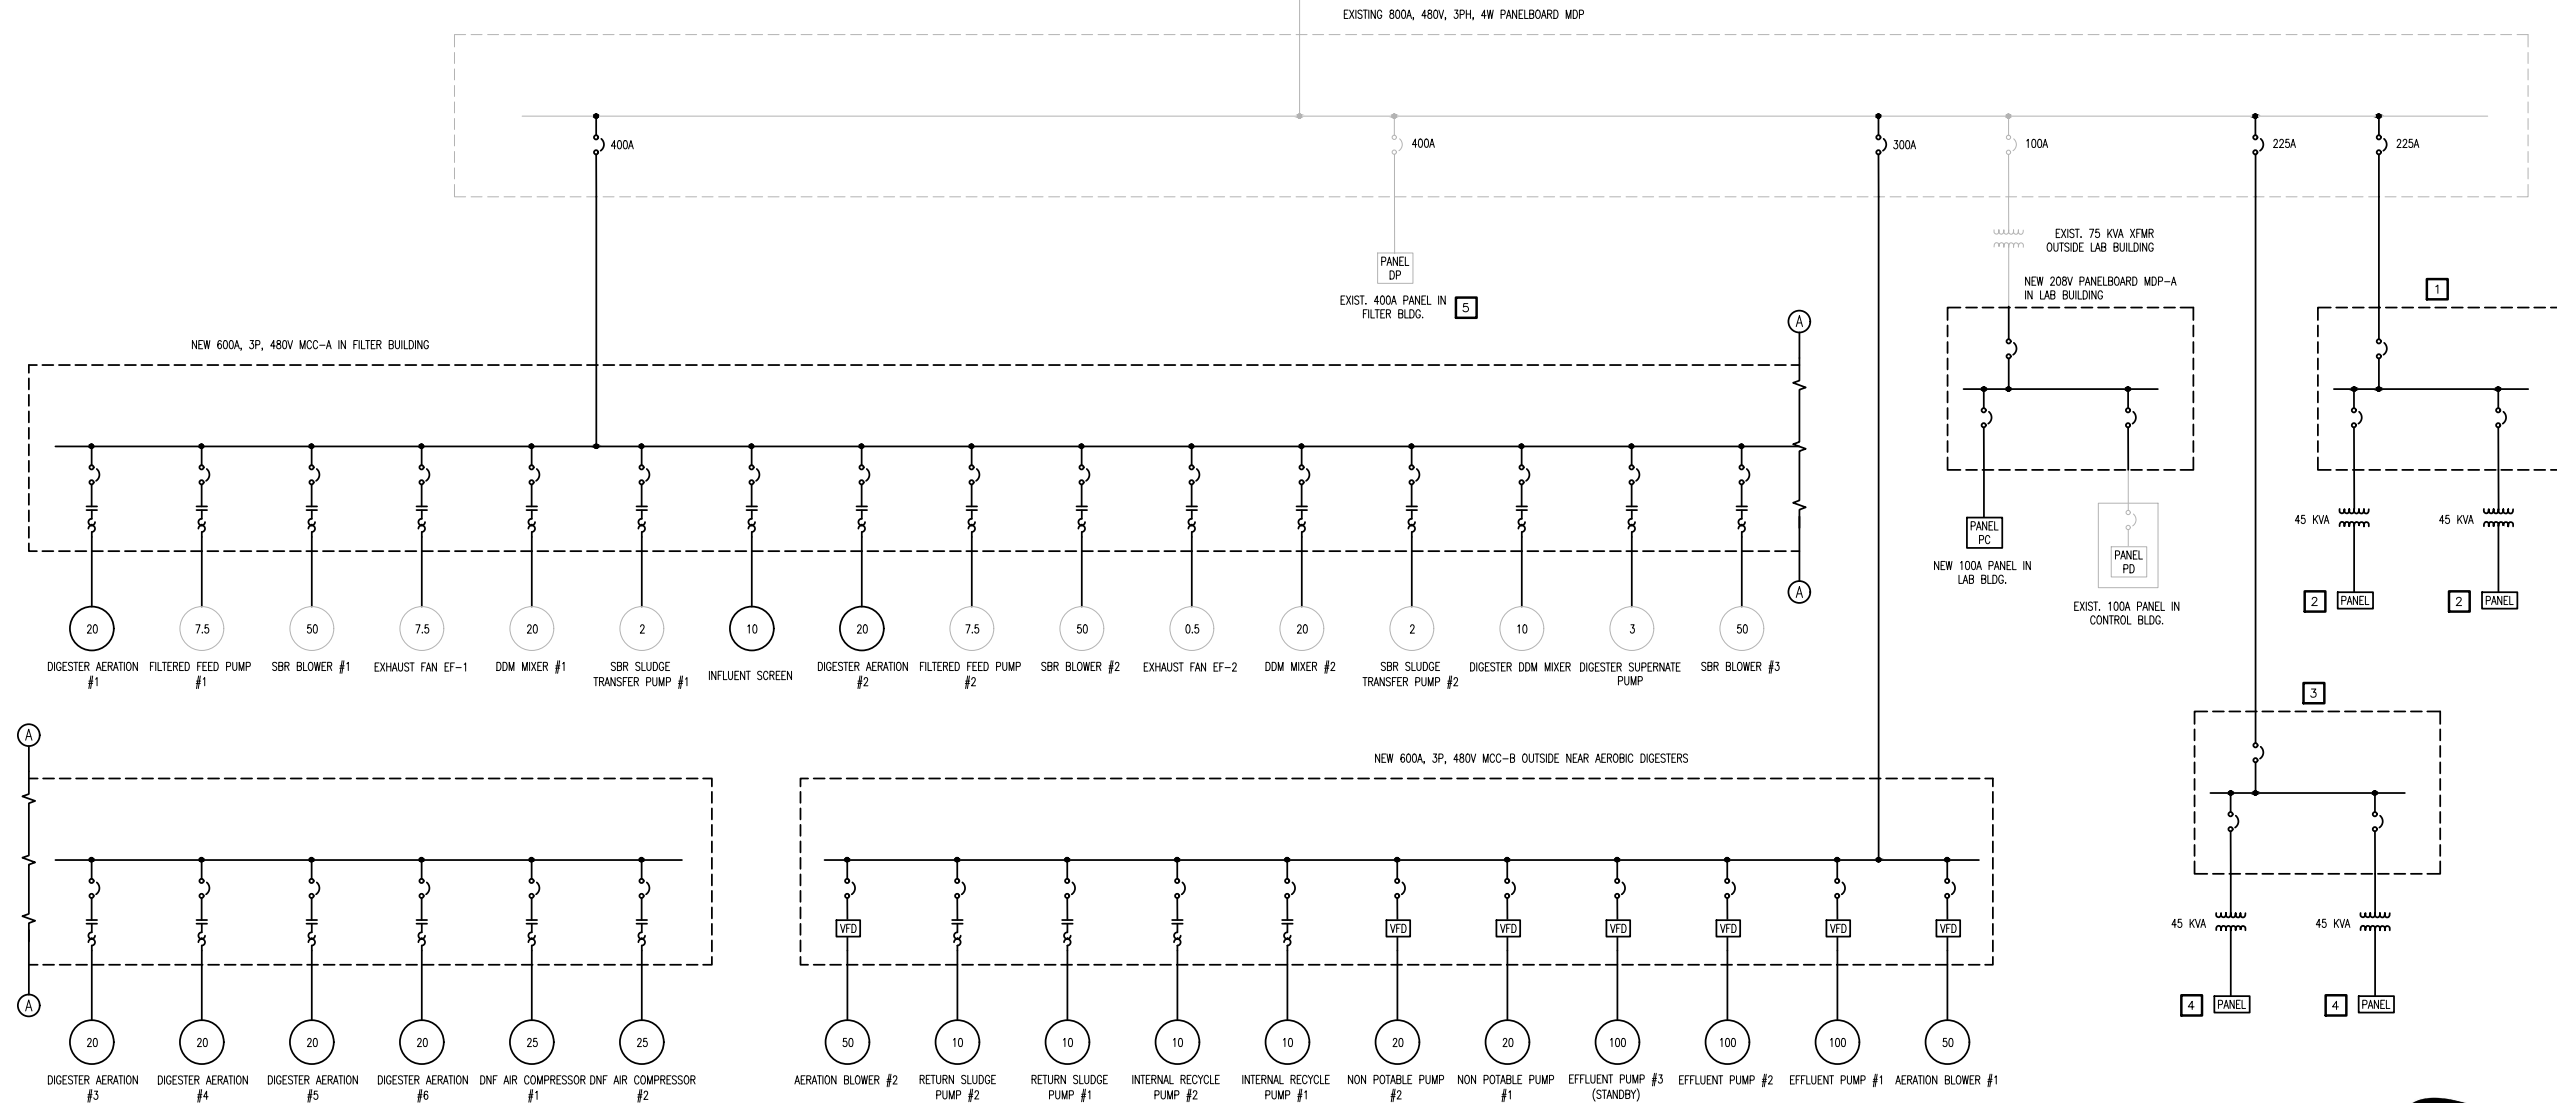 EXISTING 800A, 480V, 3PH, 4W PANELBOARD MDP
400A
400A
300A
100A
225A
225A
EXIST. 75 KVA XFMR
OUTSIDE LAB BUILDING
PANEL
DP
EXIST. 400A PANEL IN
FILTER BLDG.
5
NEW 208V PANELBOARD MDP-A
IN LAB BUILDING
1
A
NEW 600A, 3P, 480V MCC-A IN FILTER BUILDING
PANEL
PC
NEW 100A PANEL IN
LAB BLDG.
PANEL
PD
EXIST. 100A PANEL IN
CONTROL BLDG.
45 KVA
45 KVA
2
PANEL
2
PANEL
A
20
7.5
50
7.5
20
2
10
20
7.5
50
0.5
20
2
10
3
50
DIGESTER AERATION
#1
FILTERED FEED PUMP
#1
SBR BLOWER #1
EXHAUST FAN EF-1
DDM MIXER #1
SBR SLUDGE
TRANSFER PUMP #1
INFLUENT SCREEN
DIGESTER AERATION
#2
FILTERED FEED PUMP
#2
SBR BLOWER #2
EXHAUST FAN EF-2
DDM MIXER #2
SBR SLUDGE
TRANSFER PUMP #2
DIGESTER DDM MIXER
DIGESTER SUPERNATE
PUMP
SBR BLOWER #3
3
A
NEW 600A, 3P, 480V MCC-B OUTSIDE NEAR AEROBIC DIGESTERS
VFD
VFD
VFD
VFD
VFD
VFD
VFD
45 KVA
45 KVA
4
PANEL
4
PANEL
A
20
20
20
20
25
25
50
10
10
10
10
20
20
100
100
100
50
DIGESTER AERATION
#3
DIGESTER AERATION
#4
DIGESTER AERATION
#5
DIGESTER AERATION
#6
DNF AIR COMPRESSOR
#1
DNF AIR COMPRESSOR
#2
AERATION BLOWER #2
RETURN SLUDGE
PUMP #2
RETURN SLUDGE
PUMP #1
INTERNAL RECYCLE
PUMP #2
INTERNAL RECYCLE
PUMP #1
NON POTABLE PUMP
#2
NON POTABLE PUMP
#1
EFFLUENT PUMP #3
(STANDBY)
EFFLUENT PUMP #2
EFFLUENT PUMP #1
AERATION BLOWER #1